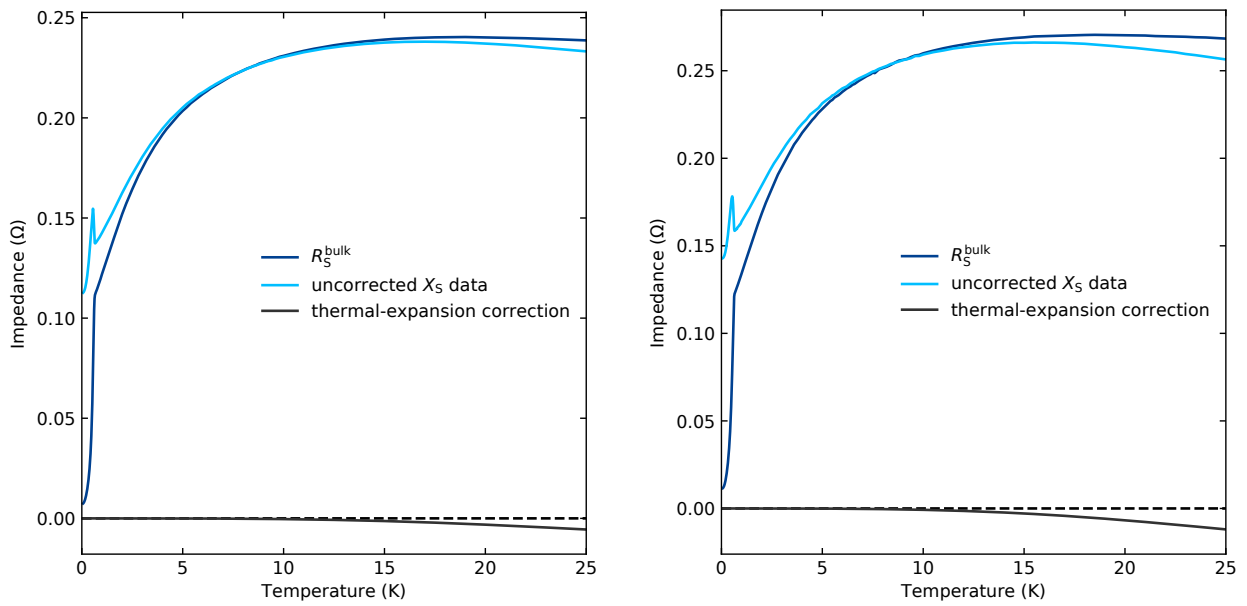 0.25
0.20
0.15
0.10
0.05
0.00
Impedance (Ω)
R_S^bulk
uncorrected X_S data
thermal-expansion correction
0 5 10 15 20 25
Temperature (K)
0.25
0.20
0.15
0.10
0.05
0.00
Impedance (Ω)
R_S^bulk
uncorrected X_S data
thermal-expansion correction
0 5 10 15 20 25
Temperature (K)